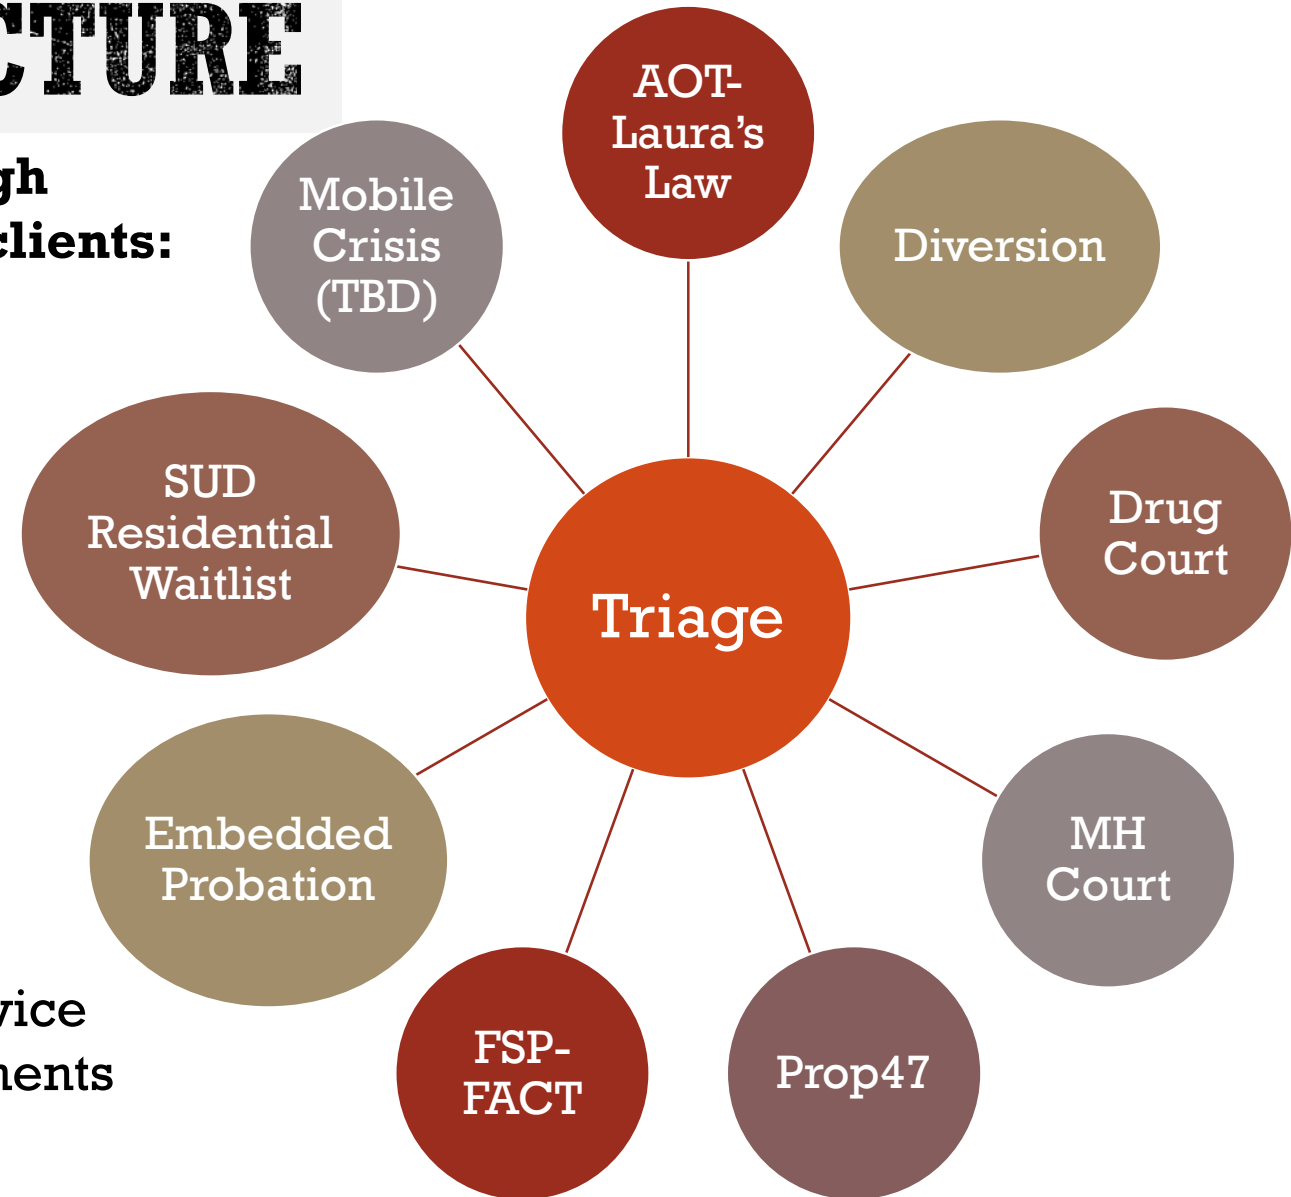 CTURE
gh
clients:
AOT-
Laura's
Law
Mobile
Crisis
(TBD)
Diversion
SUD
Residential
Waitlist
Drug
Court
Triage
Embedded
Probation
MH
Court
vice
nents
FSP-
FACT
Prop47